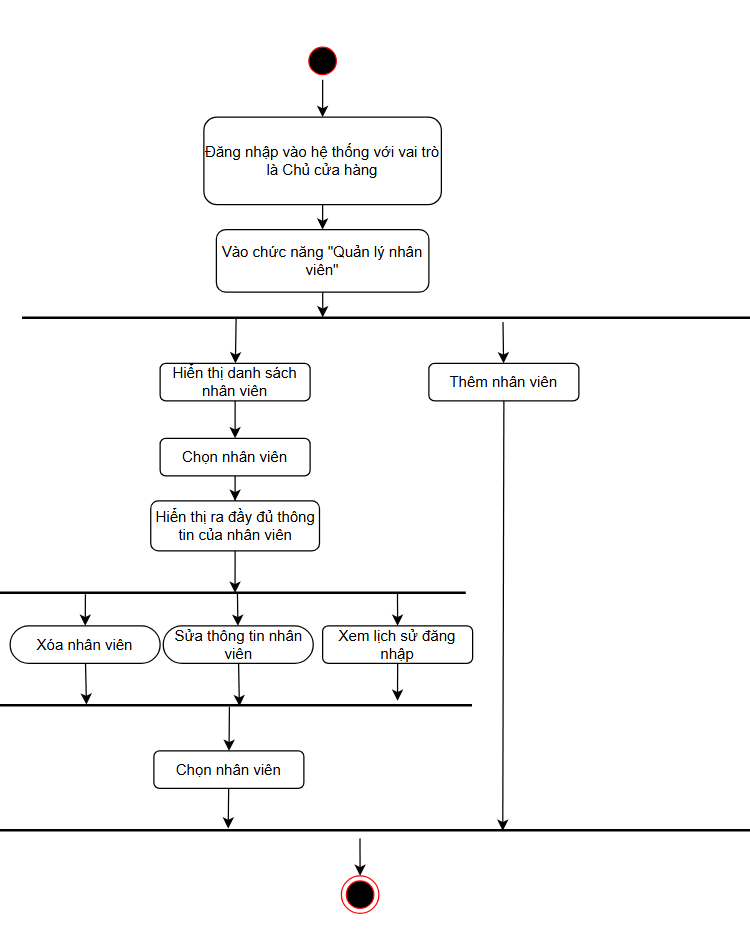 Đăng nhập vào hệ thống với vai trò
là Chủ cửa hàng
Vào chức năng "Quản lý nhân
viên"
Hiển thị danh sách
nhân viên
Thêm nhân viên
Chọn nhân viên
Hiển thị ra đầy đủ thông
tin của nhân viên
Xóa nhân viên
Sửa thông tin nhân
viên
Xem lịch sử đăng
nhập
Chọn nhân viên